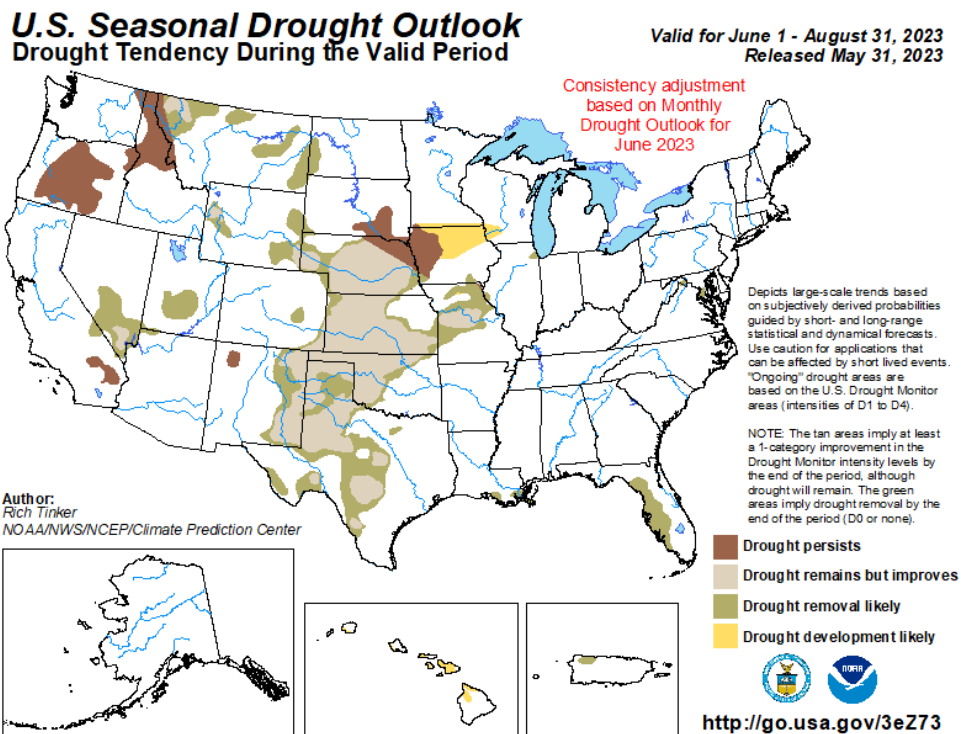 U.S. Seasonal Drought Outlook
Drought Tendency During the Valid Period
Valid for June 1 - August 31, 2023
Released May 31, 2023
Consistency adjustment
based on Monthly
Drought Outlook for
June 2023
Depicts large-scale trends based
on subjectively derived probabilities
guided by short- and long-range
statistical and dynamical forecasts.
Use caution for applications that
can be affected by short lived events.
"Ongoing" drought areas are
based on the U.S. Drought Monitor
areas (intensities of D1 to D4).
NOTE: The tan areas imply at least
a 1-category improvement in the
Drought Monitor intensity levels by
the end of the period, although
drought will remain. The green
areas imply drought removal by the
end of the period (D0 or none).
Author:
Rich Tinker
NOAA/NWS/NCEP/Climate Prediction Center
Drought persists
Drought remains but improves
Drought removal likely
Drought development likely
NOAA
http://go.usa.gov/3eZ73